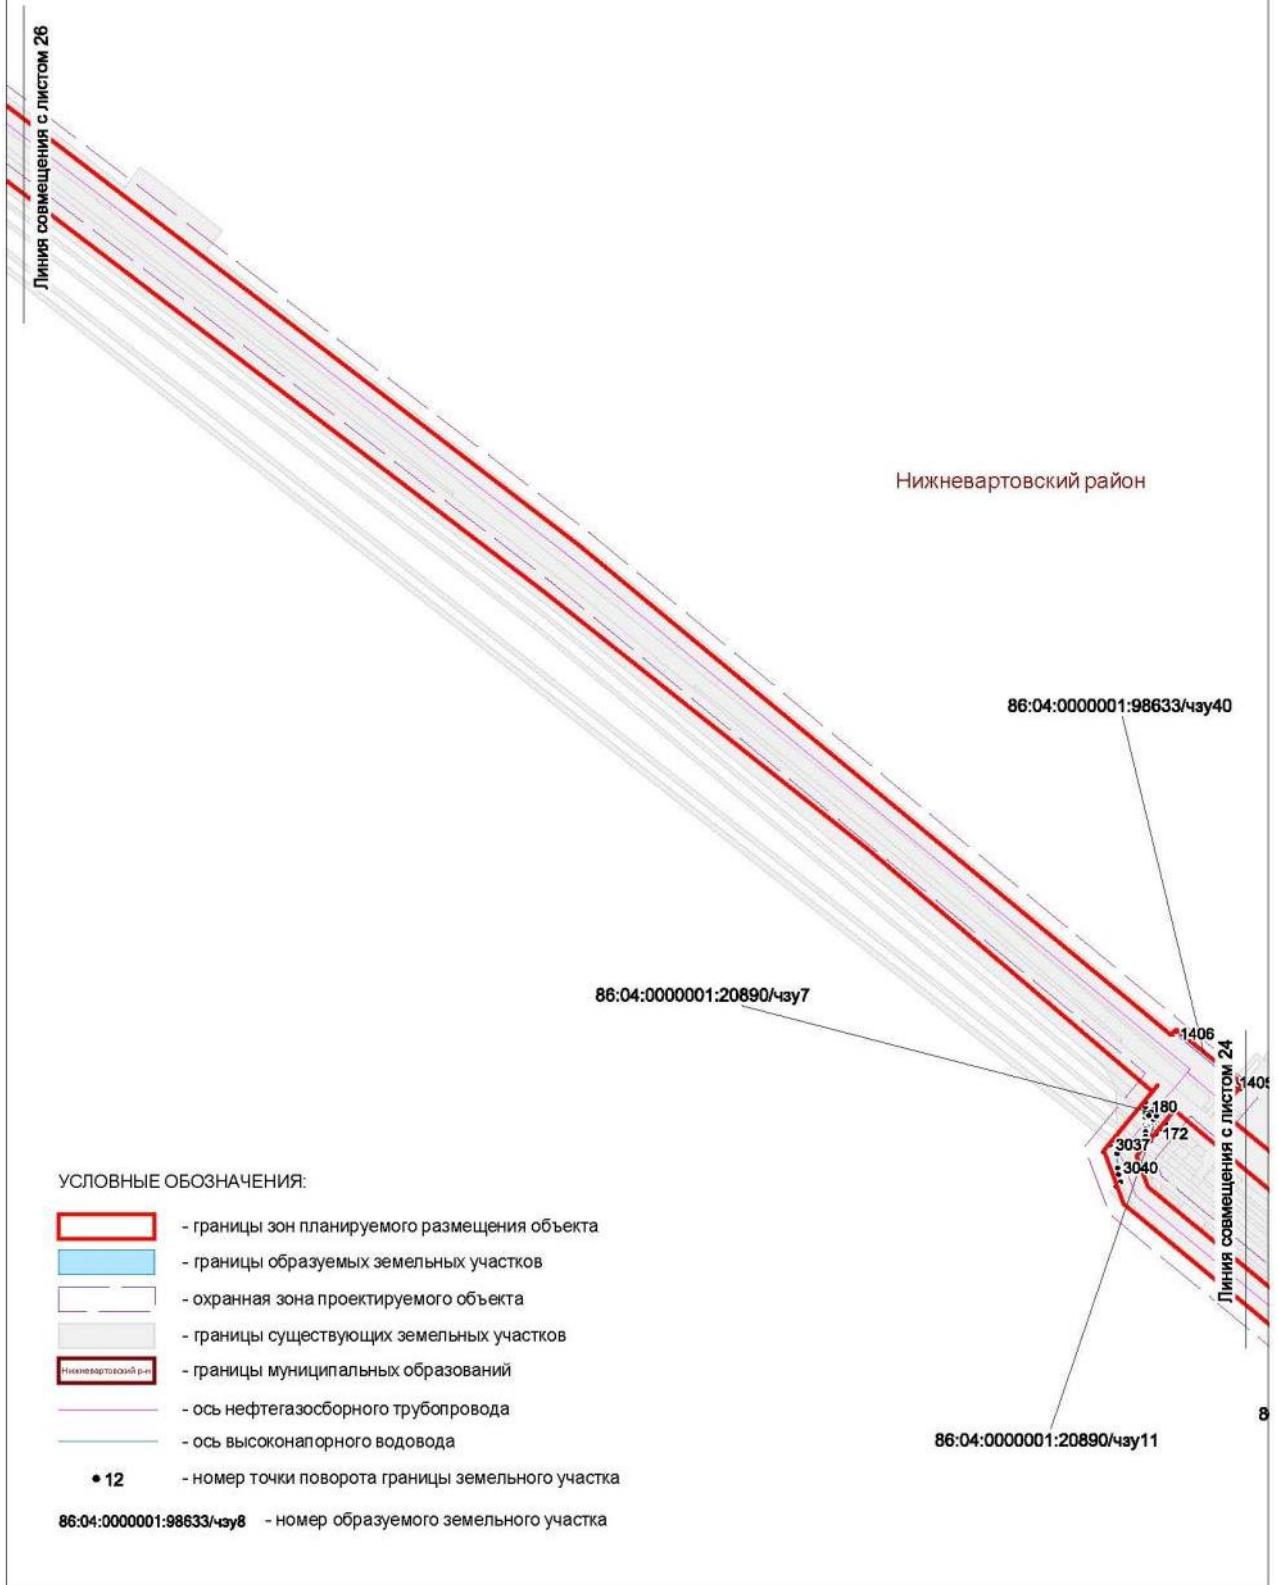 Линия совмещения с листом 26
Нижневартовский район
86:04:0000001:98633/чзу40
86:04:0000001:20890/чзу7
1406
Линия совмещения с листом 24
180
172
3037
3040
УСЛОВНЫЕ ОБОЗНАЧЕНИЯ:
- границы зон планируемого размещения объекта
- границы образуемых земельных участков
- охранная зона проектируемого объекта
- границы существующих земельных участков
Нижневартовский р-н - границы муниципальных образований
- ось нефтегазосборного трубопровода
- ось высоконапорного водовода
• 12 - номер точки поворота границы земельного участка
86:04:0000001:98633/чзу8 - номер образуемого земельного участка
86:04:0000001:20890/чзу11